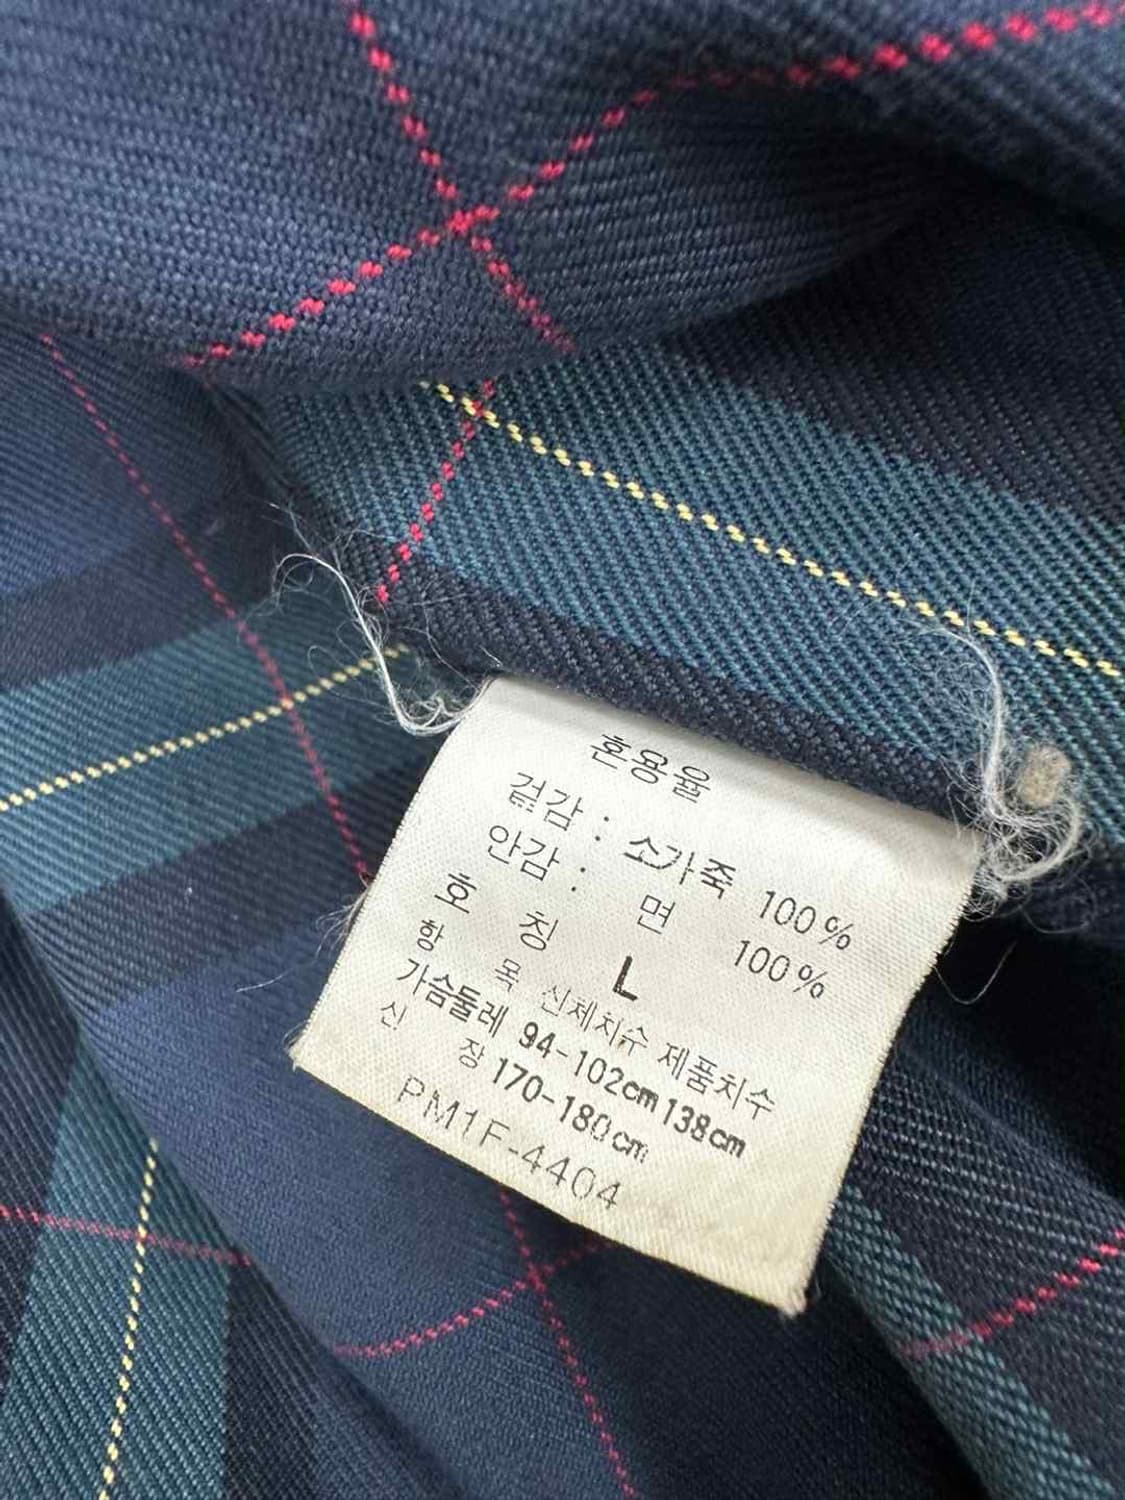 혼용율
겉감 : 소가죽 100%
안감 : 면 100%
호 칭 L
항 목 신체치수 제품치수
가슴둘레 94-102cm 138cm
신 장 170-180cm
PM1F-4404